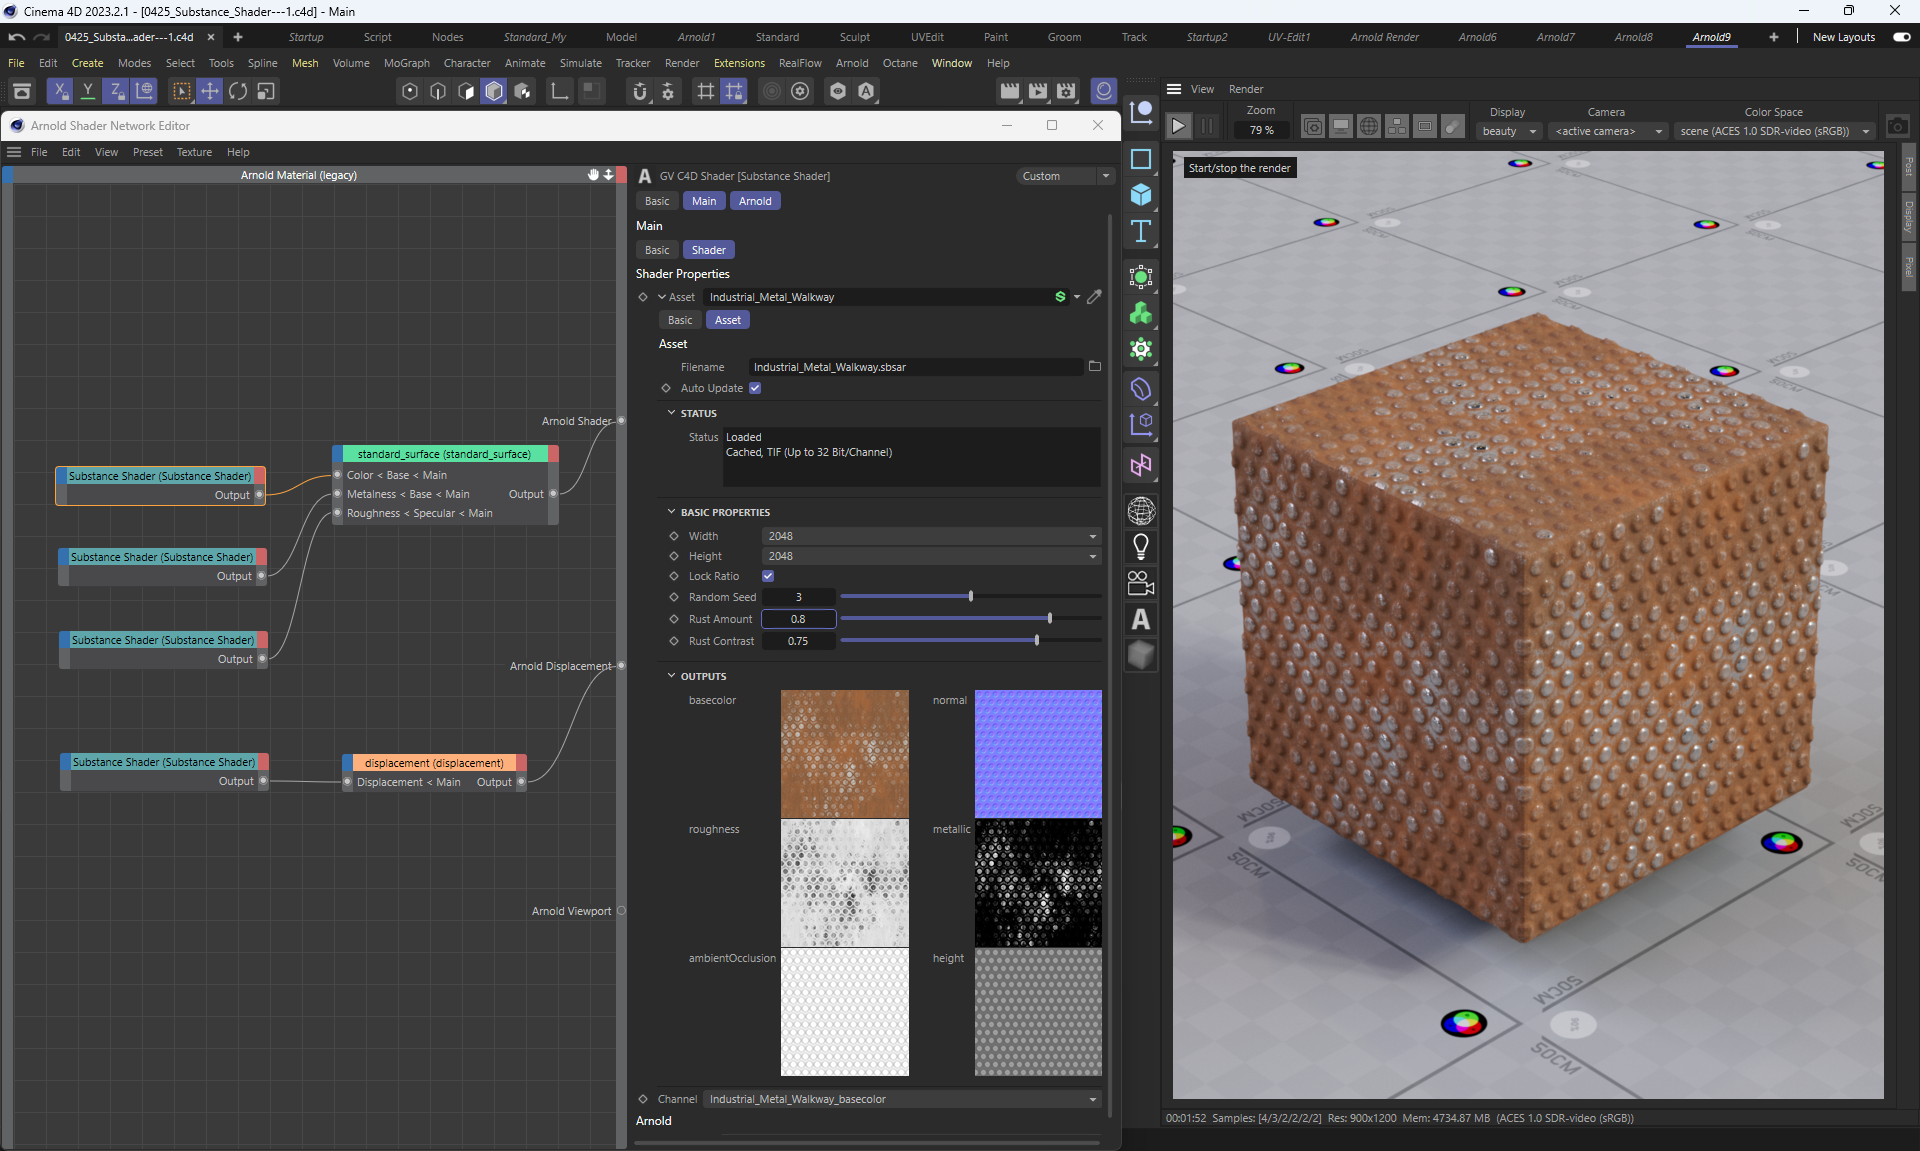 Cinema 4D 2023.2.1 - [0425_Substance_Shader---1.c4d] - Main
0425_Substa...ader---1.c4d
Startup Script Nodes Standard_My Model Arnold1 Standard Sculpt UVEdit Paint Groom Track Startup2 UV-Edit1 Arnold Render Arnold6 Arnold7 Arnold8 Arnold9 New Layouts
File Edit Create Modes Select Tools Spline Mesh Volume MoGraph Character Animate Simulate Tracker Render Extensions RealFlow Arnold Octane Window Help
X Y Z
Arnold Shader Network Editor
File Edit View Preset Texture Help
Arnold Material (legacy)
Arnold Shader
standard_surface (standard_surface)
Color < Base < Main
Metalness < Base < Main Output
Roughness < Specular < Main
Substance Shader (Substance Shader)
Output
Substance Shader (Substance Shader)
Output
Substance Shader (Substance Shader)
Output
Arnold Displacement
Substance Shader (Substance Shader)
Output
displacement (displacement)
Displacement < Main Output
Arnold Viewport
A GV C4D Shader [Substance Shader]
Custom
Basic Main Arnold
Main
Basic Shader
Shader Properties
Asset Industrial_Metal_Walkway
Basic Asset
Asset
Filename Industrial_Metal_Walkway.sbsar
Auto Update
STATUS
Status Loaded
Cached, TIF (Up to 32 Bit/Channel)
BASIC PROPERTIES
Width 2048
Height 2048
Lock Ratio
Random Seed 3
Rust Amount 0.8
Rust Contrast 0.75
OUTPUTS
basecolor normal
roughness metallic
ambientOcclusion height
Channel Industrial_Metal_Walkway_basecolor
Arnold
View Render
Zoom Display Camera Color Space
79 % beauty <active camera> scene (ACES 1.0 SDR-video (sRGB))
Start/stop the render
Post
Display
Pixel
50CM
50CM
50CM
50CM
50CM
00:01:52 Samples: [4/3/2/2/2/2] Res: 900x1200 Mem: 4734.87 MB (ACES 1.0 SDR-video (sRGB))